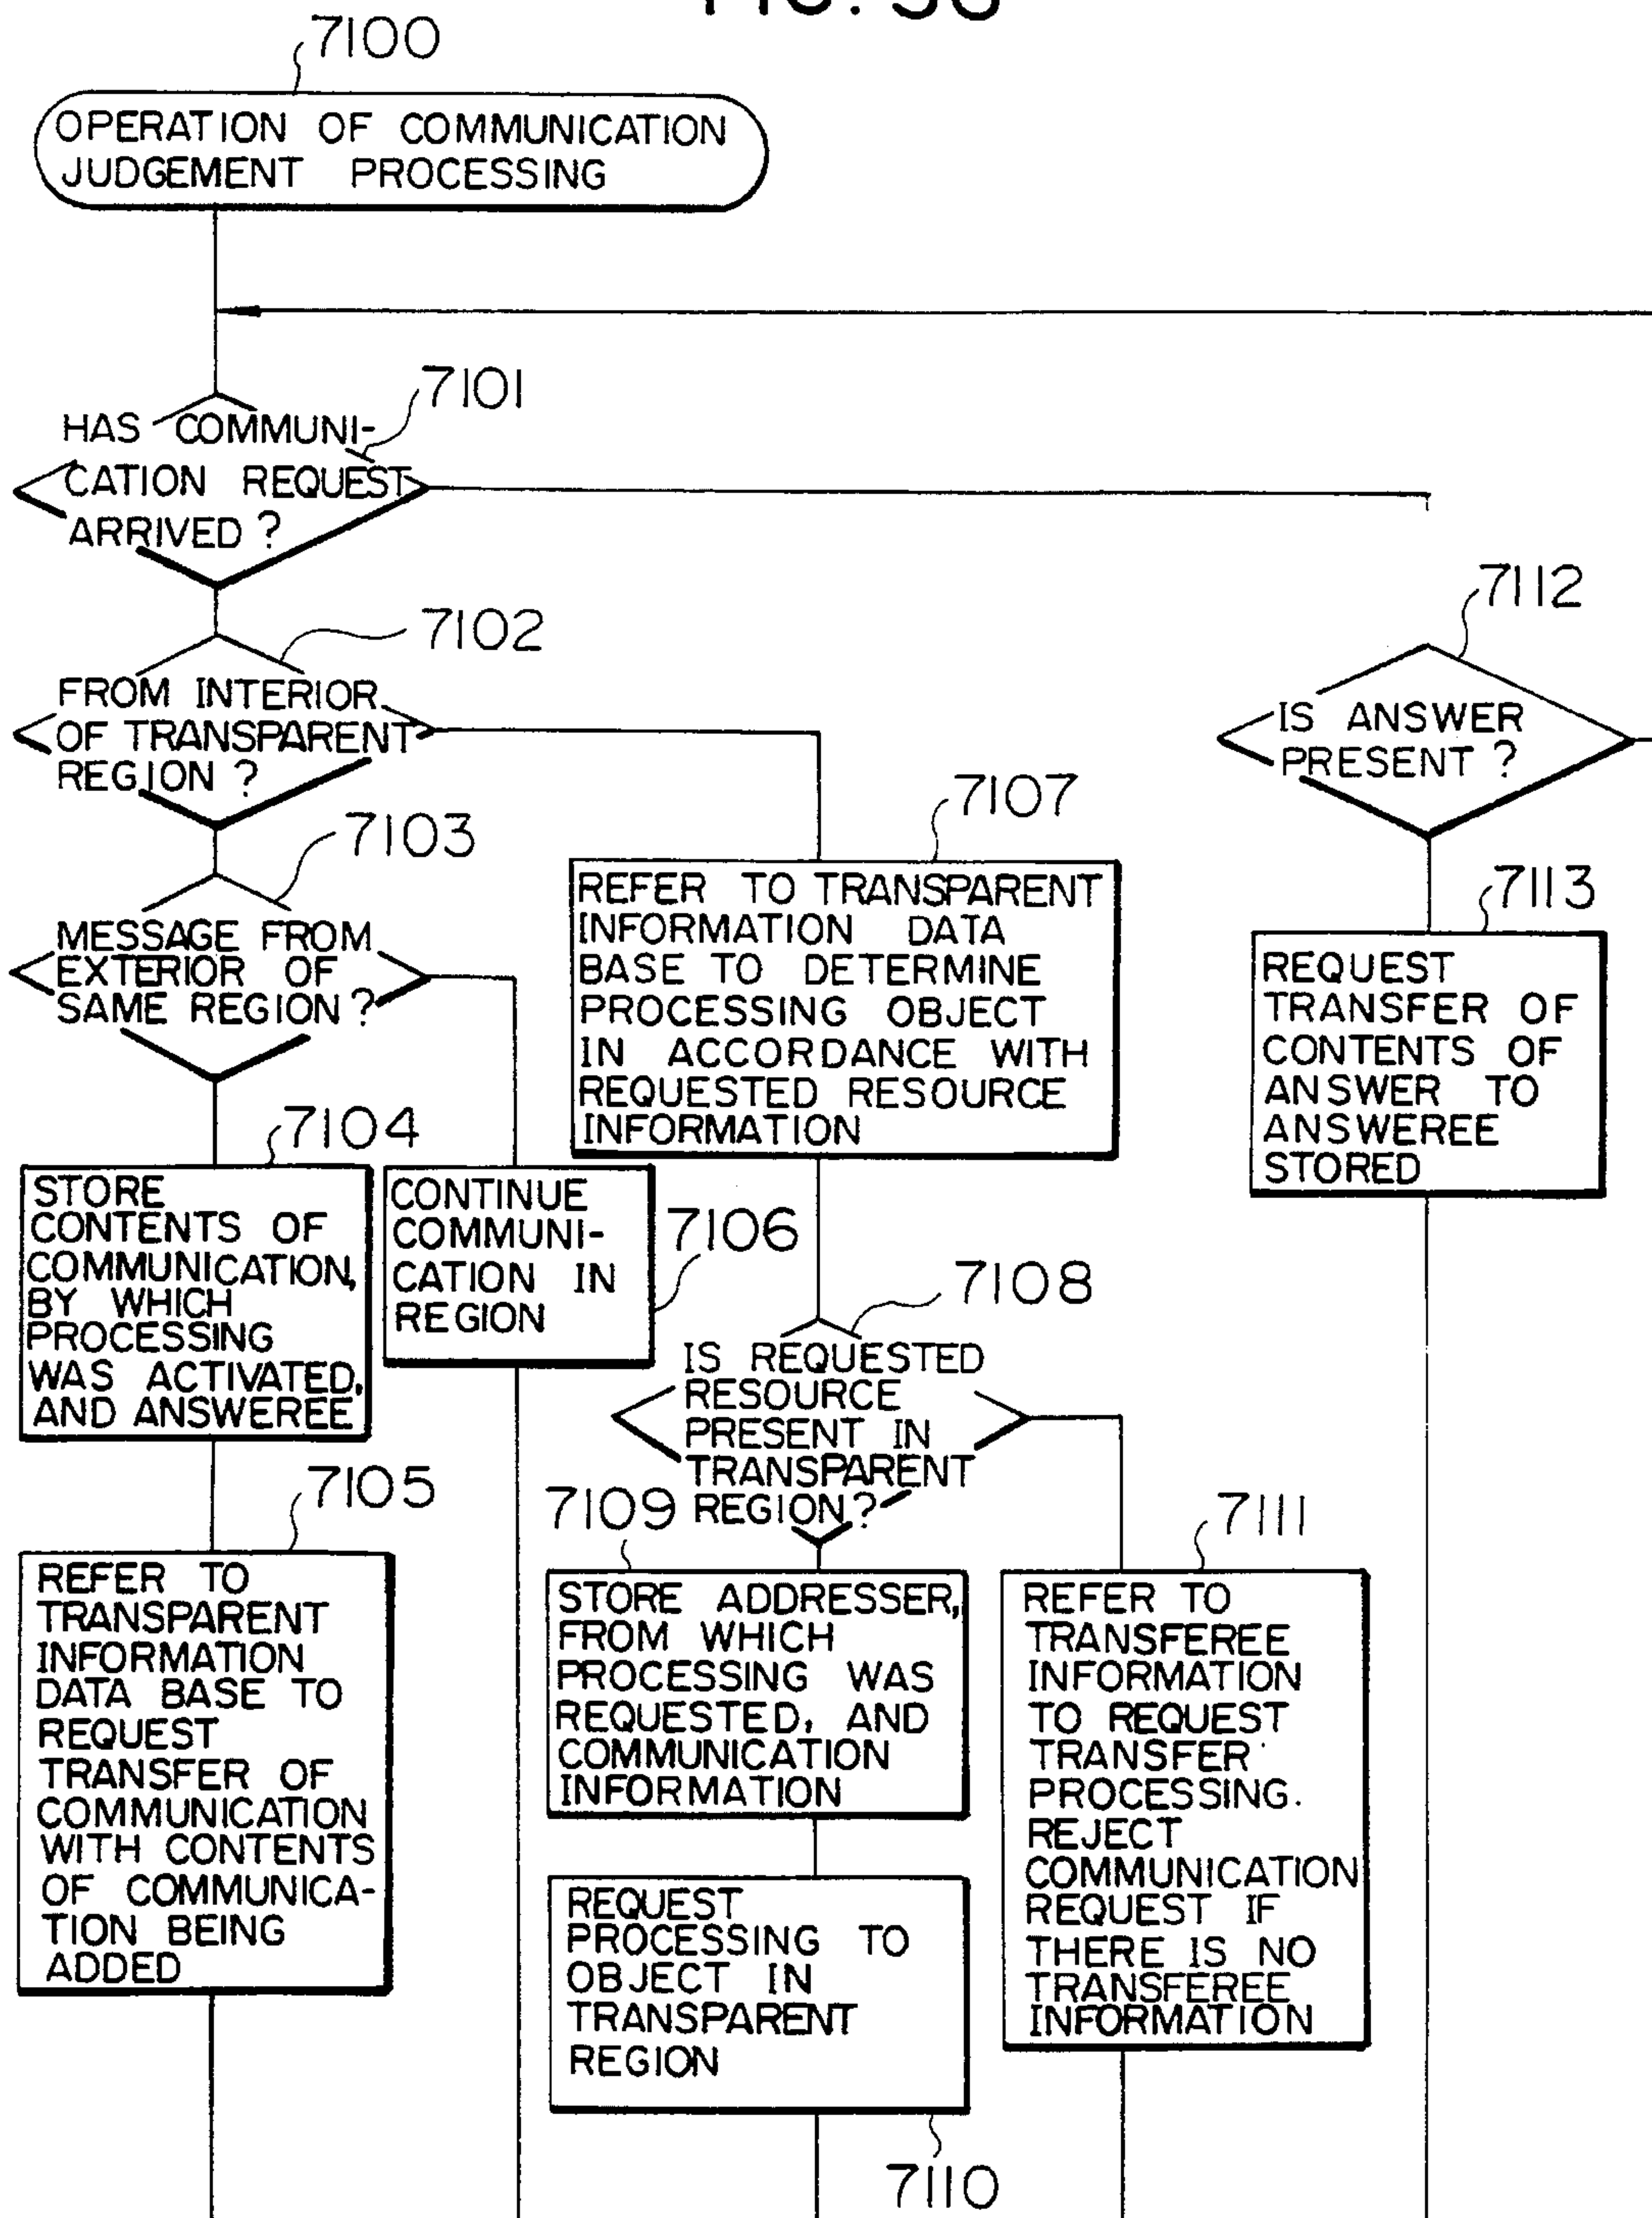 FIG.
7100
OPERATION OF COMMUNICATION
JUDGEMENT PROCESSING
7101
HAS COMMUNI-
CATION REQUEST
ARRIVED ?
7102
FROM INTERIOR
OF TRANSPARENT
REGION ?
7103
MESSAGE FROM
EXTERIOR OF
SAME REGION ?
7104
STORE
CONTENTS OF
COMMUNICATION,
BY WHICH
PROCESSING
WAS ACTIVATED,
AND ANSWEREE
7105
REFER TO
TRANSPARENT
INFORMATION
DATA BASE TO
REQUEST
TRANSFER OF
COMMUNICATION
WITH CONTENTS
OF COMMUNICA-
TION BEING
ADDED
CONTINUE
COMMUNI-
CATION IN
REGION
7106
7107
REFER TO TRANSPARENT
INFORMATION DATA
BASE TO DETERMINE
PROCESSING OBJECT
IN ACCORDANCE WITH
REQUESTED RESOURCE
INFORMATION
7108
IS REQUESTED
RESOURCE
PRESENT IN
TRANSPARENT
REGION ?
7109
STORE ADDRESSER,
FROM WHICH
PROCESSING WAS
REQUESTED, AND
COMMUNICATION
INFORMATION
REQUEST
PROCESSING TO
OBJECT IN
TRANSPARENT
REGION
7110
7111
REFER TO
TRANSFEREE
INFORMATION
TO REQUEST
TRANSFER
PROCESSING.
REJECT
COMMUNICATION
REQUEST IF
THERE IS NO
TRANSFEREE
INFORMATION
7112
IS ANSWER
PRESENT ?
7113
REQUEST
TRANSFER OF
CONTENTS OF
ANSWER TO
ANSWEREE
STORED